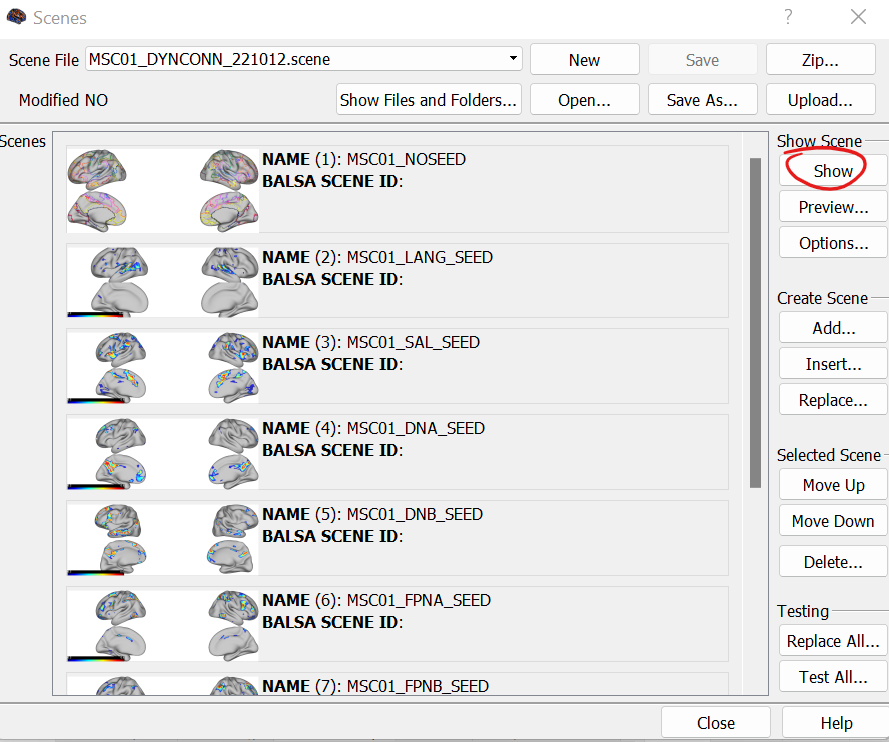 Scenes
?
Scene File MSC01_DYNCONN_221012.scene New Save Zip...
Modified NO Show Files and Folders... Open... Save As... Upload...
Scenes
NAME (1): MSC01_NOSEED
BALSA SCENE ID:
NAME (2): MSC01_LANG_SEED
BALSA SCENE ID:
NAME (3): MSC01_SAL_SEED
BALSA SCENE ID:
NAME (4): MSC01_DNA_SEED
BALSA SCENE ID:
NAME (5): MSC01_DNB_SEED
BALSA SCENE ID:
NAME (6): MSC01_FPNA_SEED
BALSA SCENE ID:
NAME (7): MSC01_FPNB_SEED
Show Scene
Show
Preview...
Options...
Create Scene
Add...
Insert...
Replace...
Selected Scene
Move Up
Move Down
Delete...
Testing
Replace All...
Test All...
Close Help